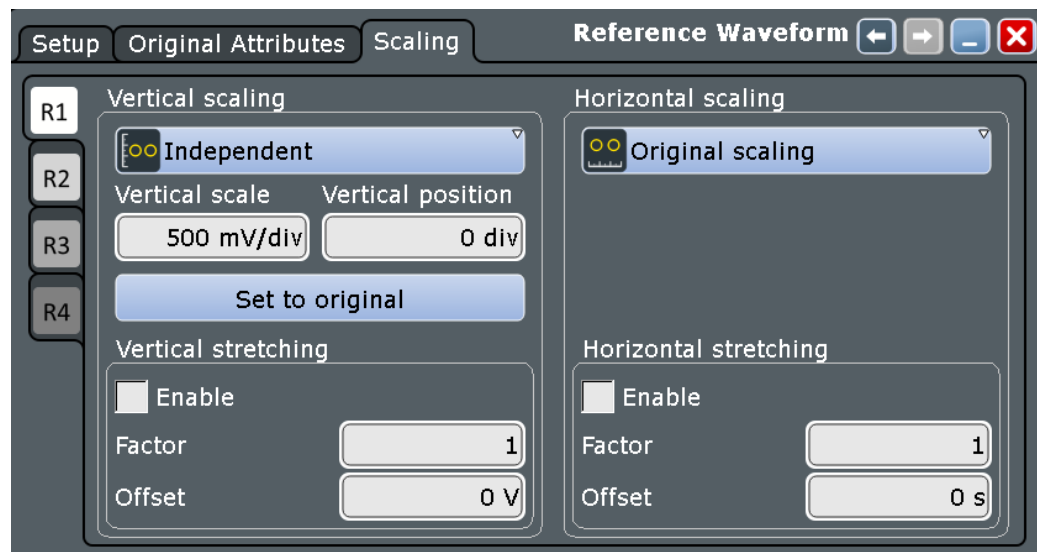 Setup Original Attributes Scaling Reference Waveform
R1
R2
R3
R4
Vertical scaling
Independent
Vertical scale Vertical position
500 mV/div 0 div
Set to original
Vertical stretching
Enable
Factor 1
Offset 0 V
Horizontal scaling
Original scaling
Horizontal stretching
Enable
Factor 1
Offset 0 s